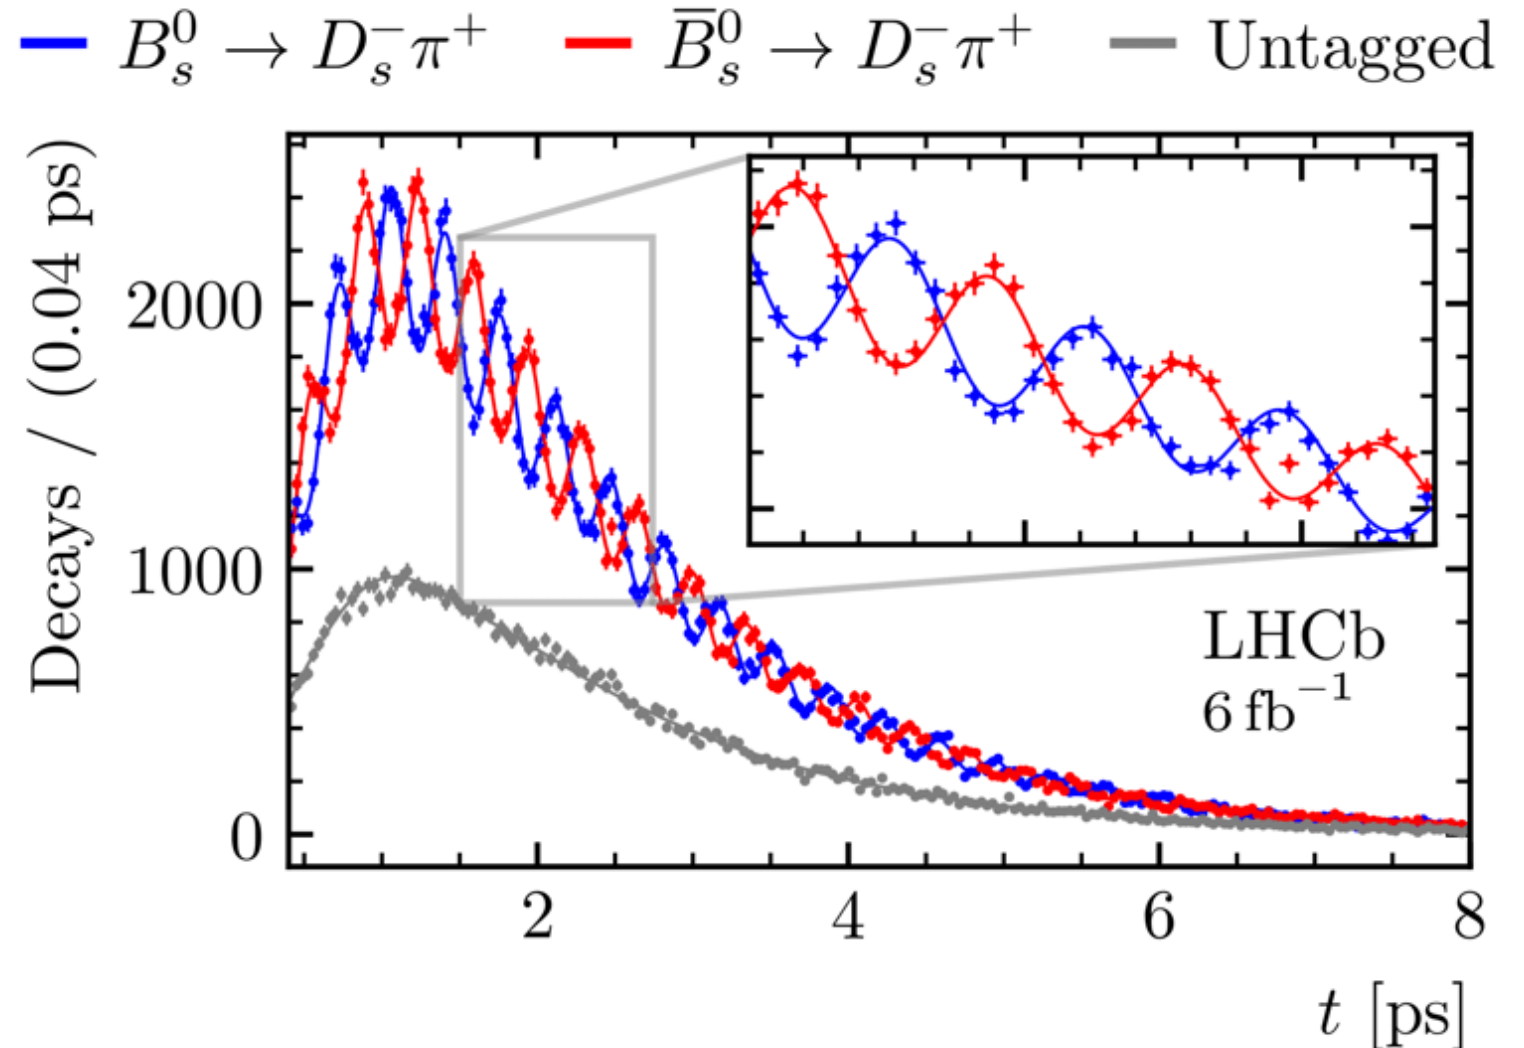 B_s^0 → D_s^- π^+   B̅_s^0 → D_s^- π^+   Untagged
Decays / (0.04 ps)
2000
1000
0
LHCb
6 fb^{−1}
2 4 6 8
t [ps]